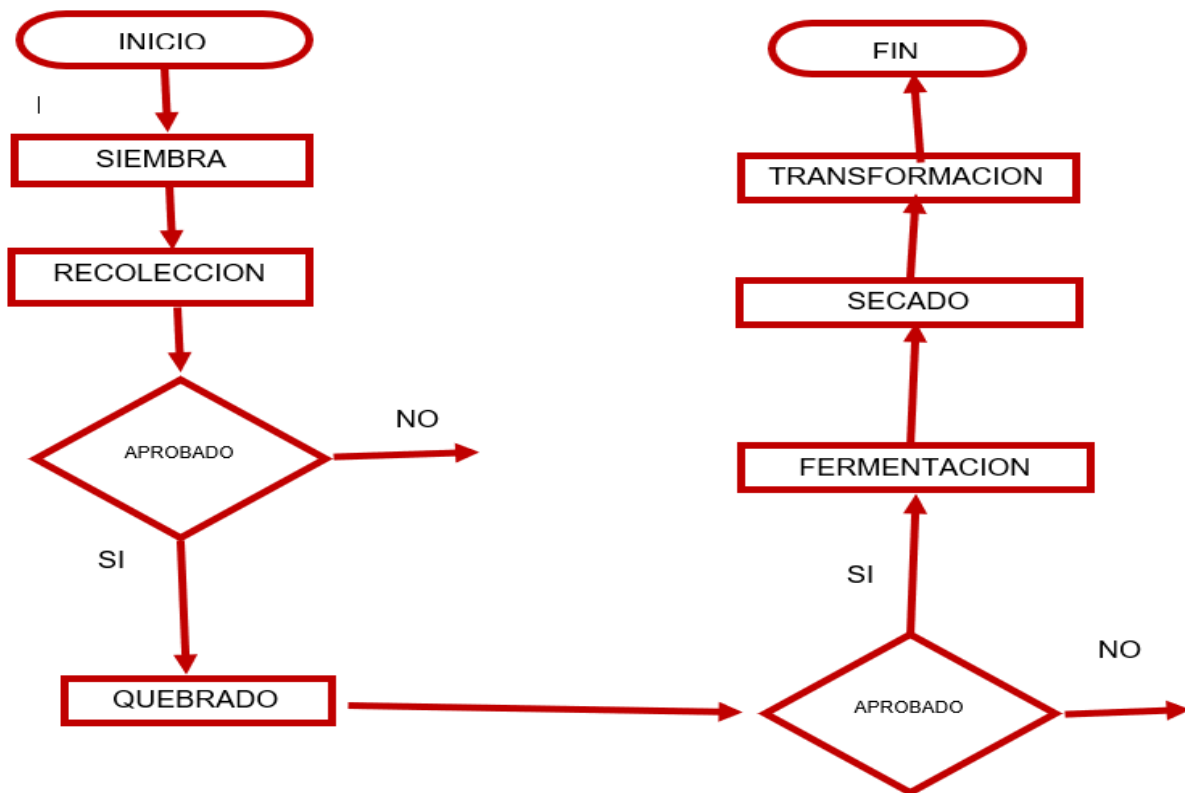 INICIO
SIEMBRA
RECOLECCION
APROBADO
NO
SI
QUEBRADO
APROBADO
NO
SI
FERMENTACION
SECADO
TRANSFORMACION
FIN